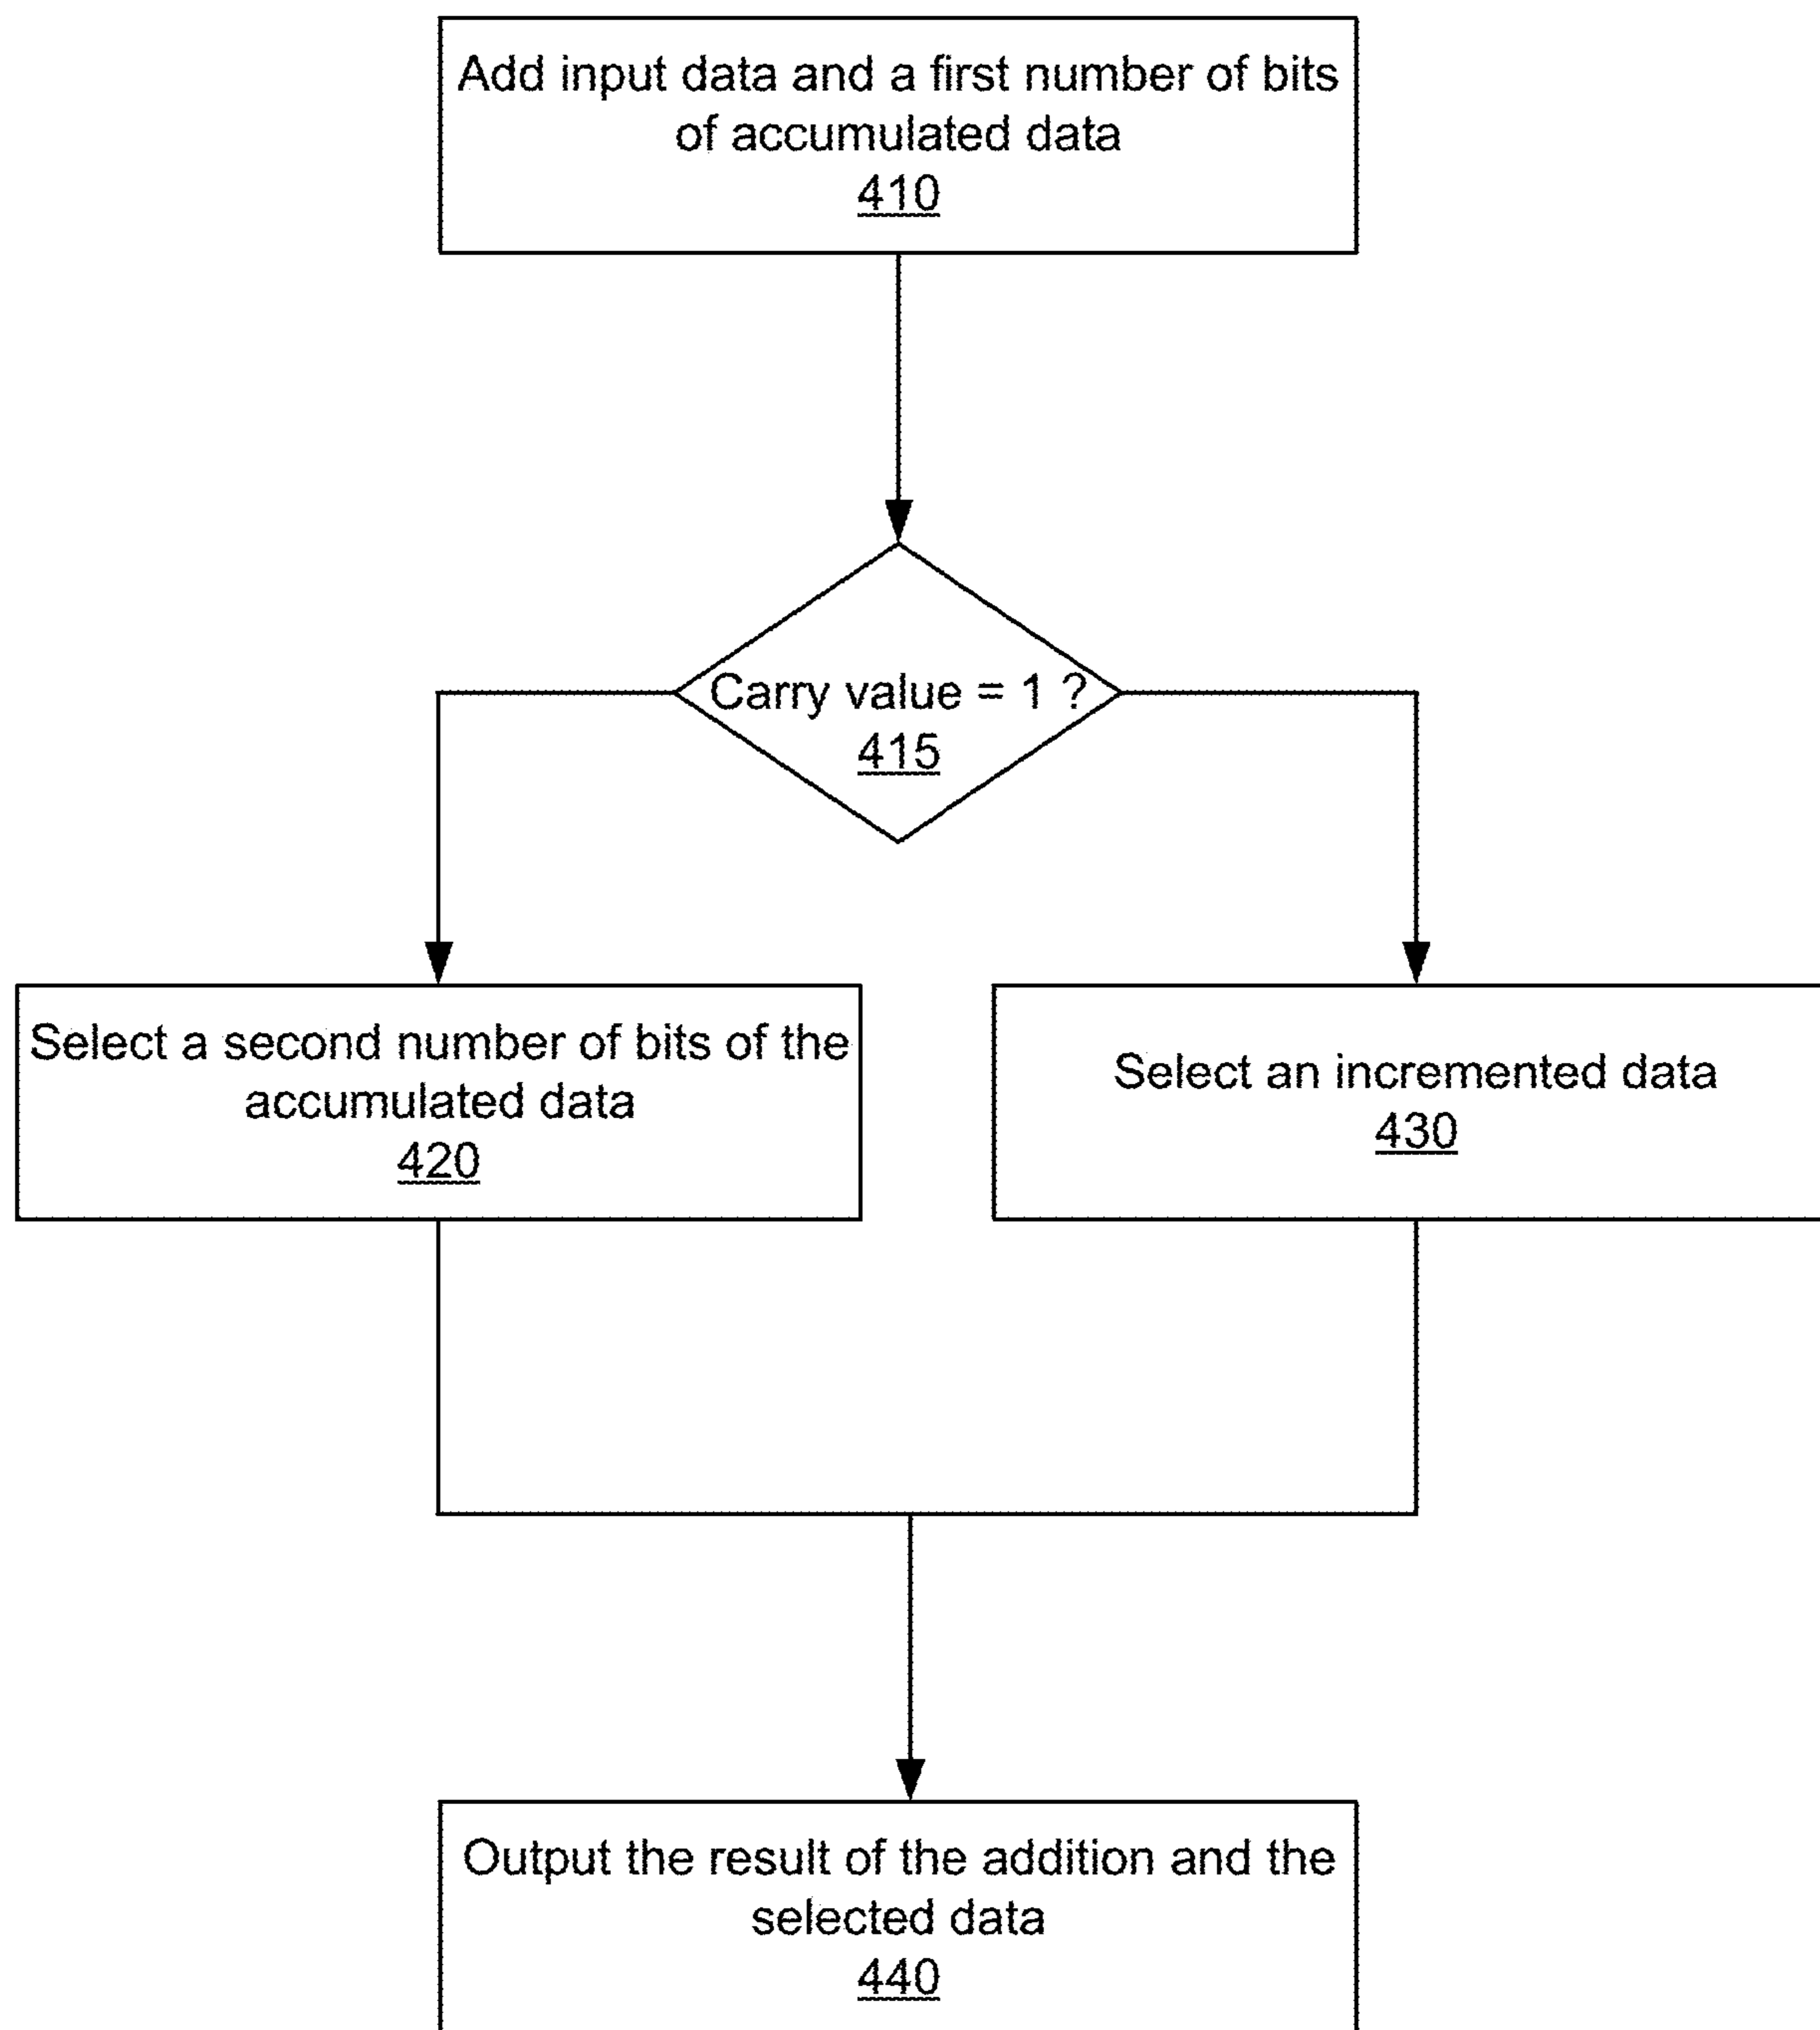 Add input data and a first number of bits
of accumulated data
410
Carry value = 1 ?
415
Select a second number of bits of the
accumulated data
420
Select an incremented data
430
Output the result of the addition and the
selected data
440